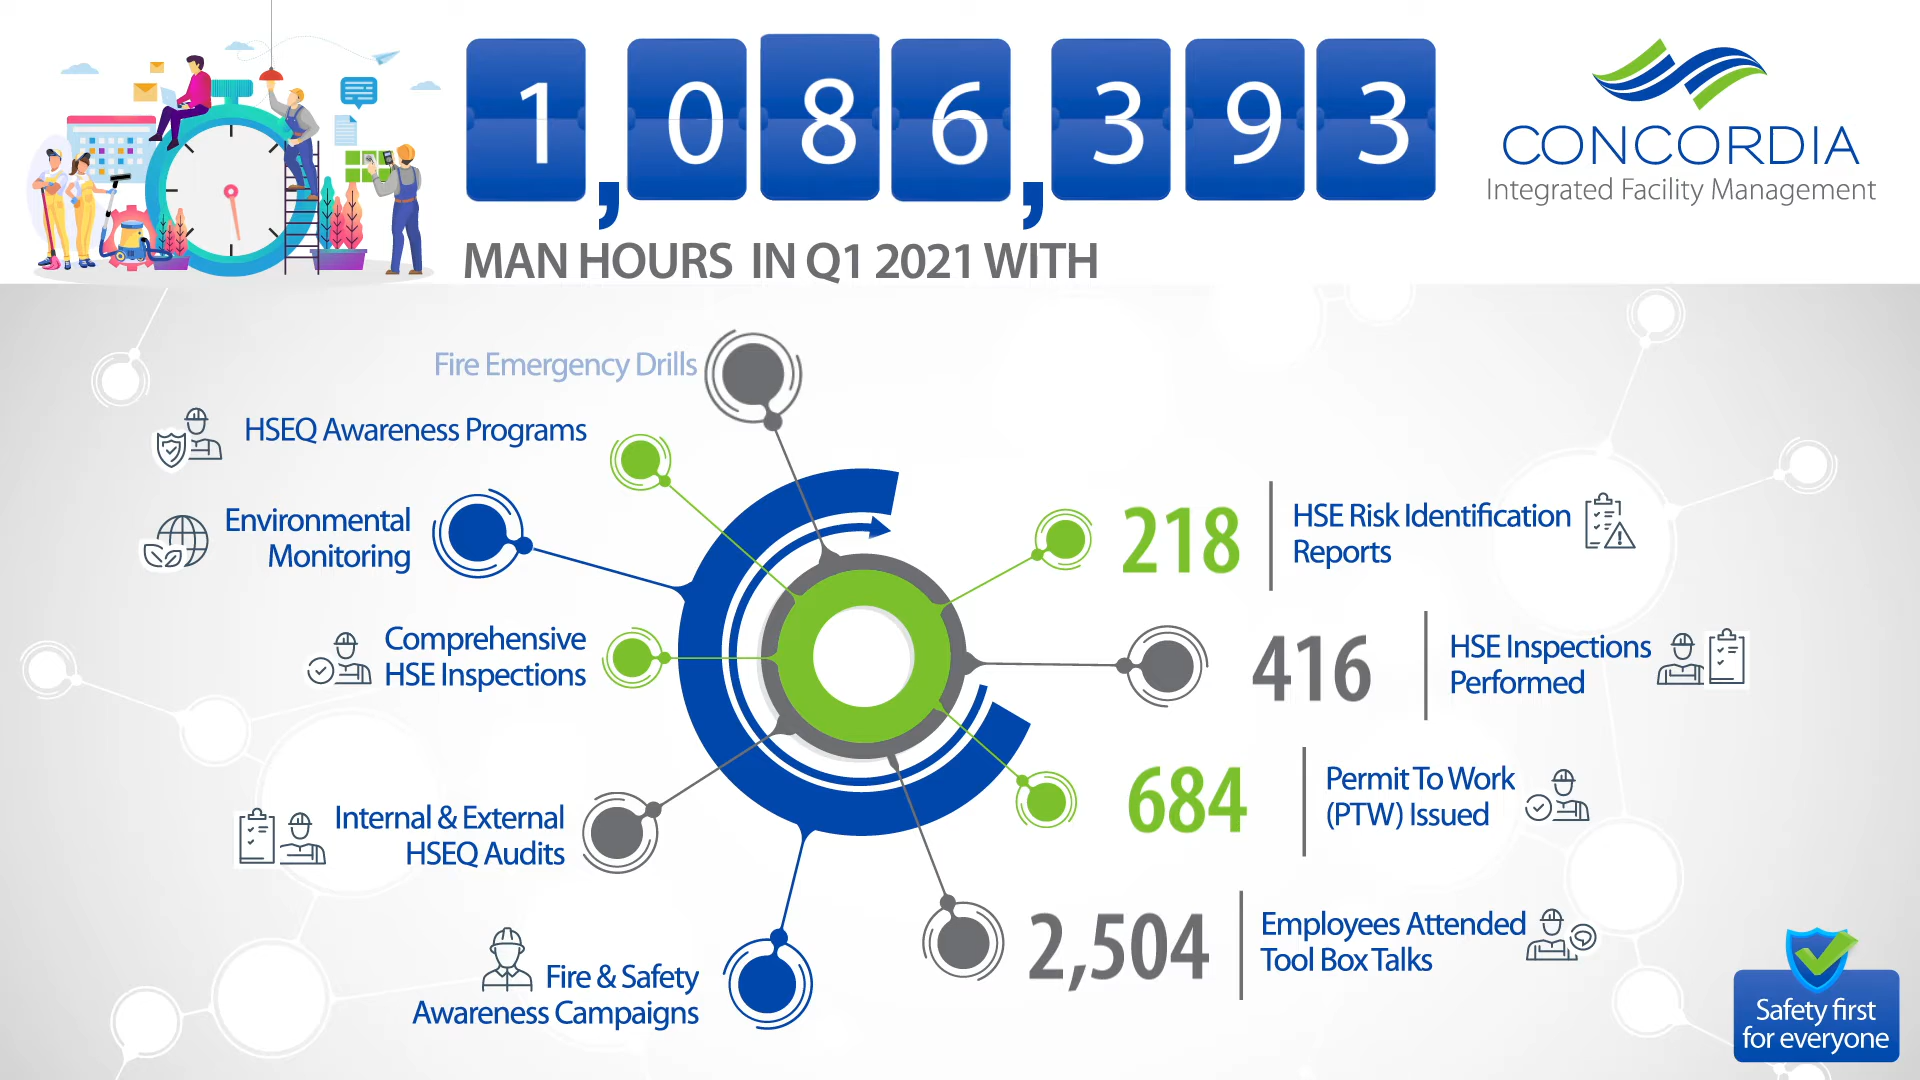 1,086,393
MAN HOURS IN Q1 2021 WITH
CONCORDIA
Integrated Facility Management
Fire Emergency Drills
HSEQ Awareness Programs
Environmental
Monitoring
Comprehensive
HSE Inspections
Internal & External
HSEQ Audits
Fire & Safety
Awareness Campaigns
218
HSE Risk Identification
Reports
416
HSE Inspections
Performed
684
Permit To Work
(PTW) Issued
2,504
Employees Attended
Tool Box Talks
Safety first
for everyone